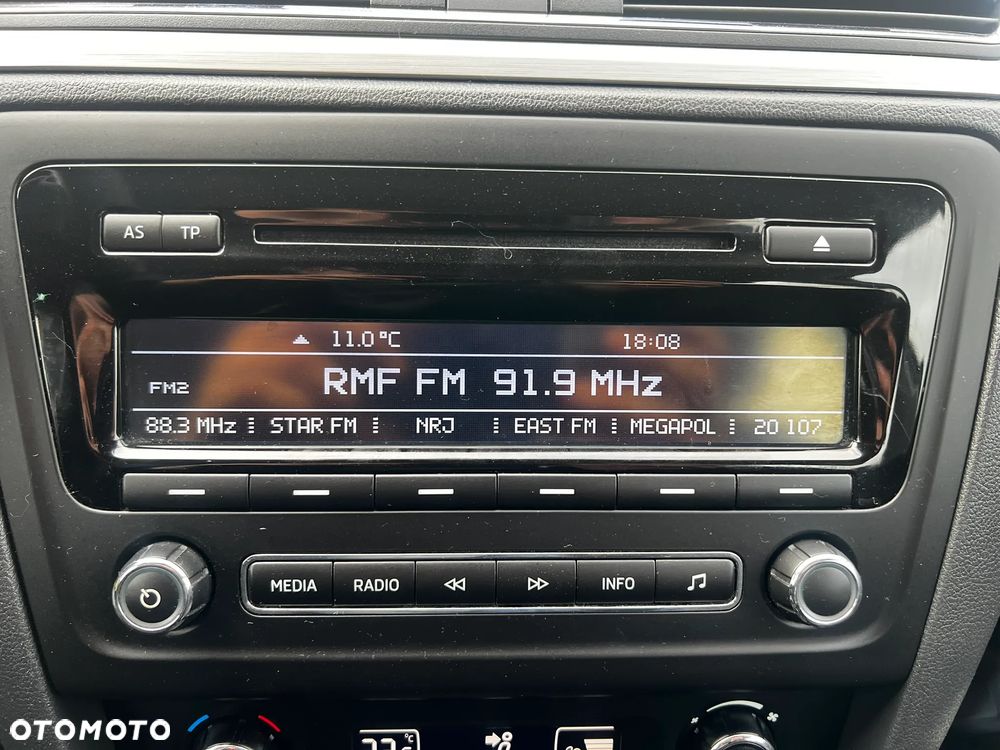 AS TP
11.0 °C 18:08
FM2 RMF FM 91.9 MHz
88.3 MHz STAR FM NRJ EAST FM MEGAPOL 20 107
MEDIA RADIO INFO
OTOMOTO °C